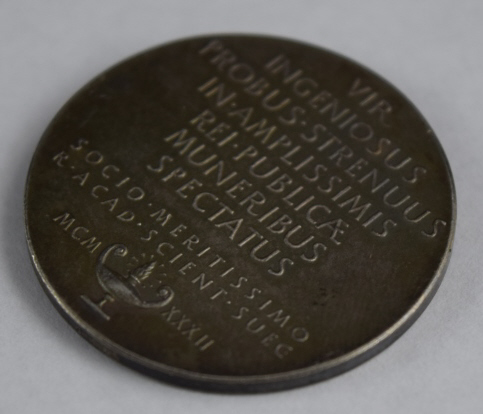 VIR
INGENIOSUS
PROBUS·STRENUUS
IN·AMPLISSIMIS
REI·PUBLICÆ
MUNERIBUS
SPECTATUS
SOCIO·MERITISSIMO
R·ACAD·SCIENT·SUEC
MCM XXXII